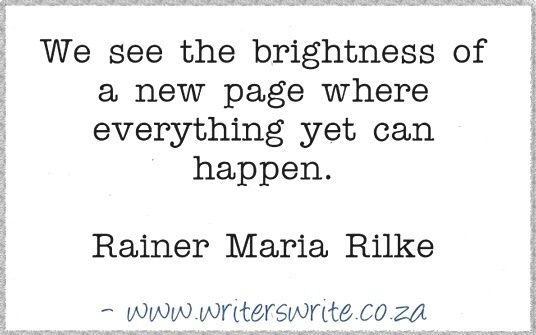 We see the brightness of
a new page where
everything yet can
happen.
Rainer Maria Rilke
- www.writerswrite.co.za